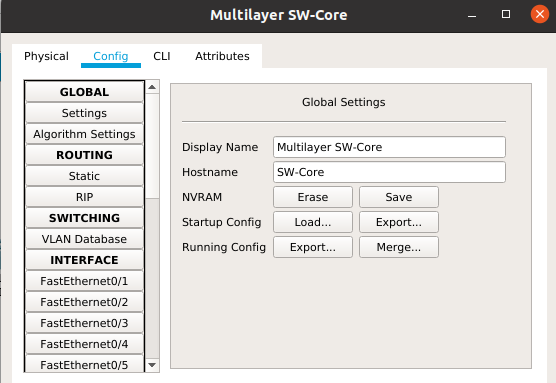 Multilayer SW-Core
Physical Config CLI Attributes
GLOBAL
Settings
Algorithm Settings
ROUTING
Static
RIP
SWITCHING
VLAN Database
INTERFACE
FastEthernet0/1
FastEthernet0/2
FastEthernet0/3
FastEthernet0/4
FastEthernet0/5
Global Settings
Display Name Multilayer SW-Core
Hostname SW-Core
NVRAM Erase Save
Startup Config Load... Export...
Running Config Export... Merge...